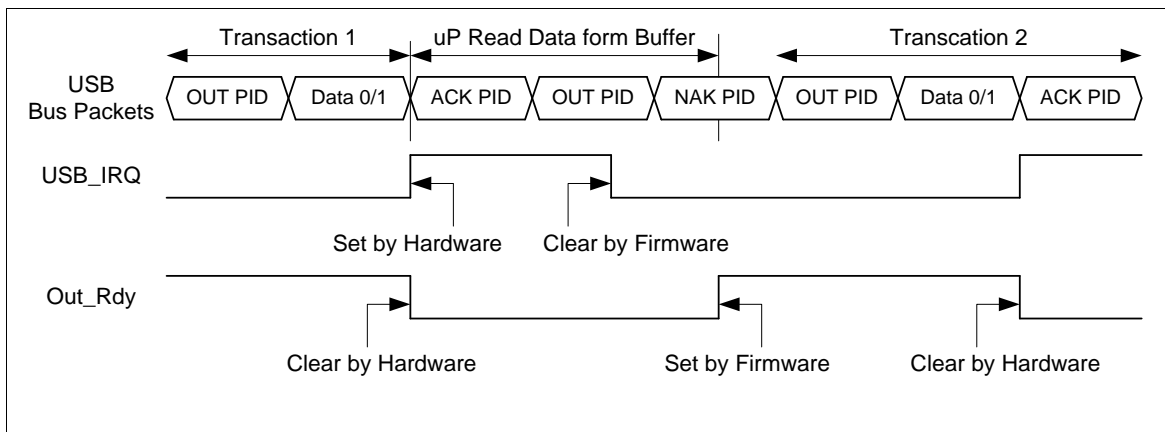 Transaction 1
uP Read Data form Buffer
Transcation 2
USB
Bus Packets
OUT PID
Data 0/1
ACK PID
OUT PID
NAK PID
OUT PID
Data 0/1
ACK PID
USB_IRQ
Set by Hardware
Clear by Firmware
Out_Rdy
Clear by Hardware
Set by Firmware
Clear by Hardware